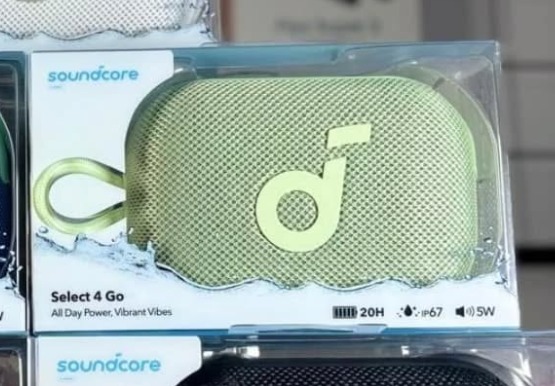 soundcore
Select 4 Go
All Day Power, Vibrant Vibes
20H
IP67
5W
soundcore